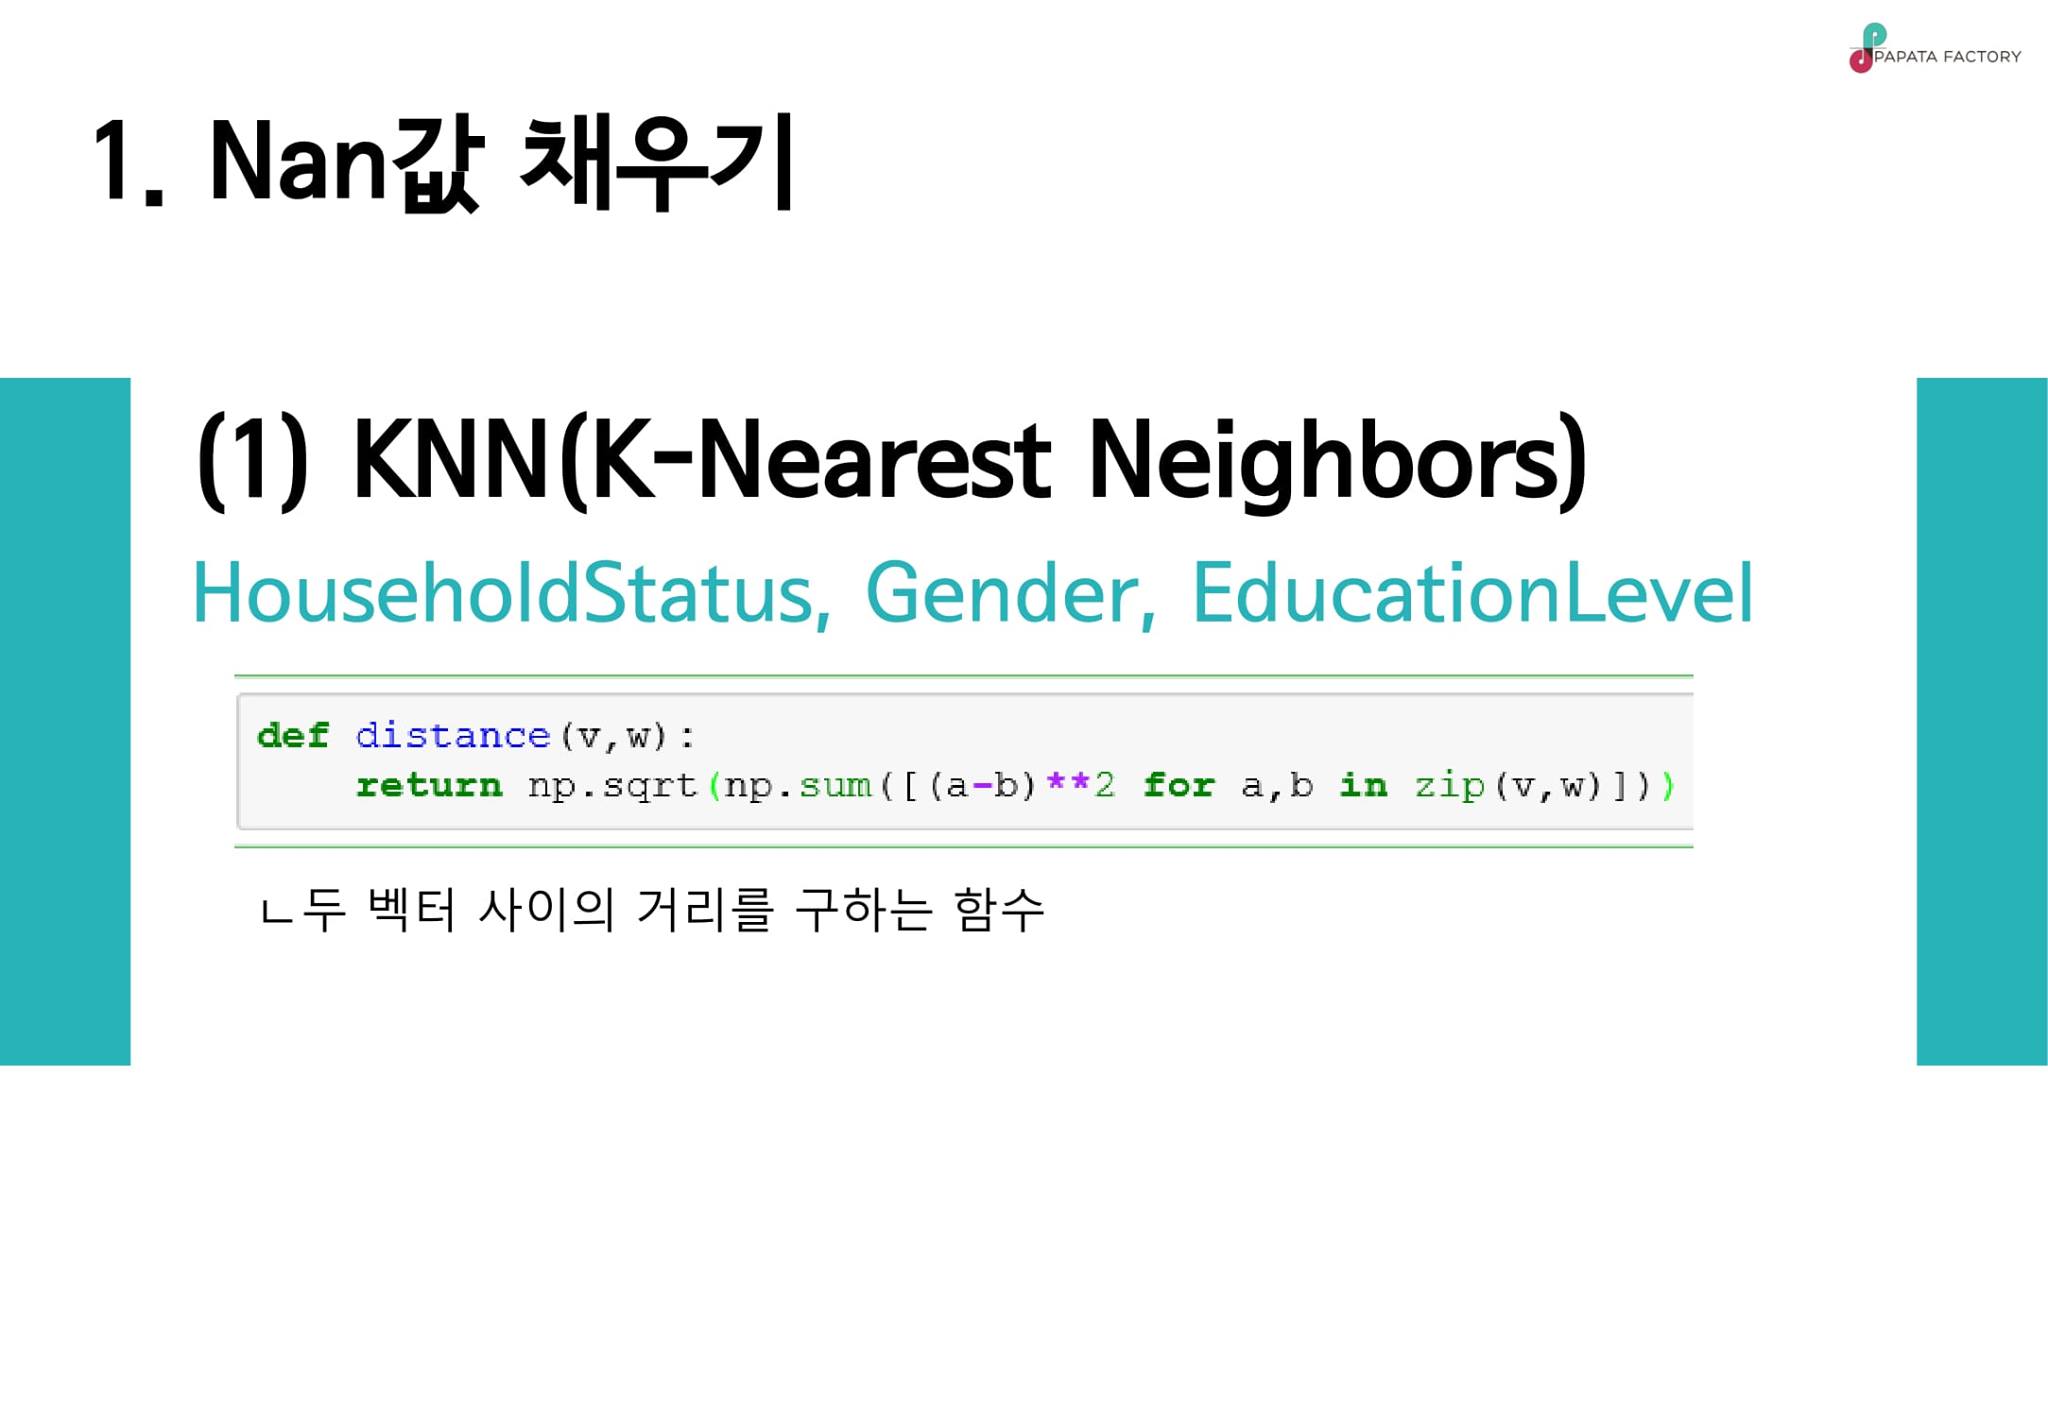 PAPATA FACTORY
1. Nan값 채우기
(1) KNN(K-Nearest Neighbors)
HouseholdStatus, Gender, EducationLevel
def distance(v,w):
    return np.sqrt(np.sum([(a-b)**2 for a,b in zip(v,w)]))
ㄴ두 벡터 사이의 거리를 구하는 함수